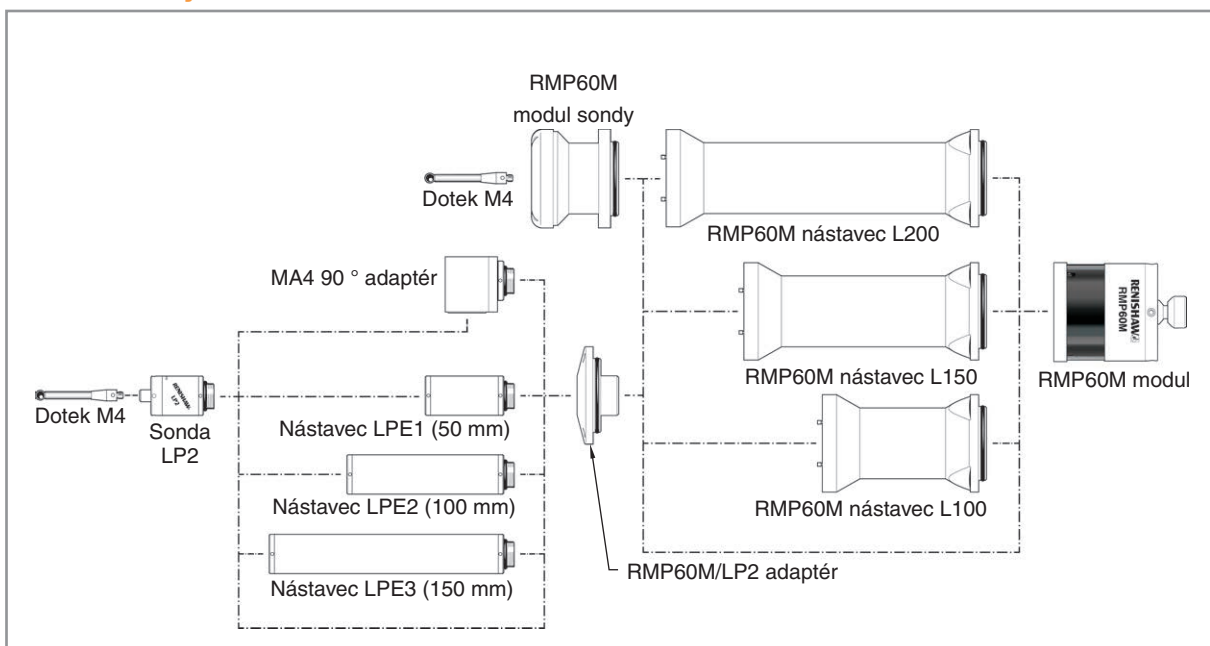 RMP60M
modul sondy
Dotek M4
RMP60M nástavec L200
MA4 90 ° adaptér
RENISHAW
RMP60M
RMP60M nástavec L150
RMP60M modul
RENISHAW
LP2
Dotek M4
Sonda
LP2
Nástavec LPE1 (50 mm)
Nástavec LPE2 (100 mm)
RMP60M nástavec L100
RMP60M/LP2 adaptér
Nástavec LPE3 (150 mm)